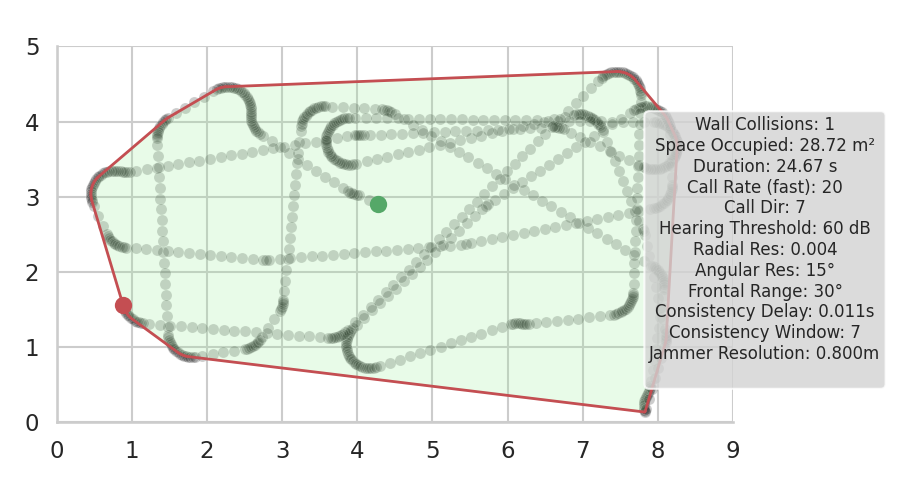 5
4
3
2
1
0
0 1 2 3 4 5 6 7 8 9
Wall Collisions: 1
Space Occupied: 28.72 m²
Duration: 24.67 s
Call Rate (fast): 20
Call Dir: 7
Hearing Threshold: 60 dB
Radial Res: 0.004
Angular Res: 15°
Frontal Range: 30°
Consistency Delay: 0.011s
Consistency Window: 7
Jammer Resolution: 0.800m